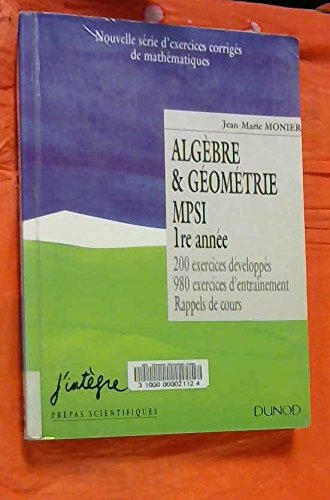 Nouvelle série d'exercices corrigés
de mathématiques
Jean-Marie MONIER
ALGÈBRE
& GÉOMÉTRIE
MPSI
1re année
200 exercices développés
980 exercices d'entraînement
Rappels de cours
j'intègre
3 1000 00002112 4
PRÉPAS SCIENTIFIQUES
DUNOD